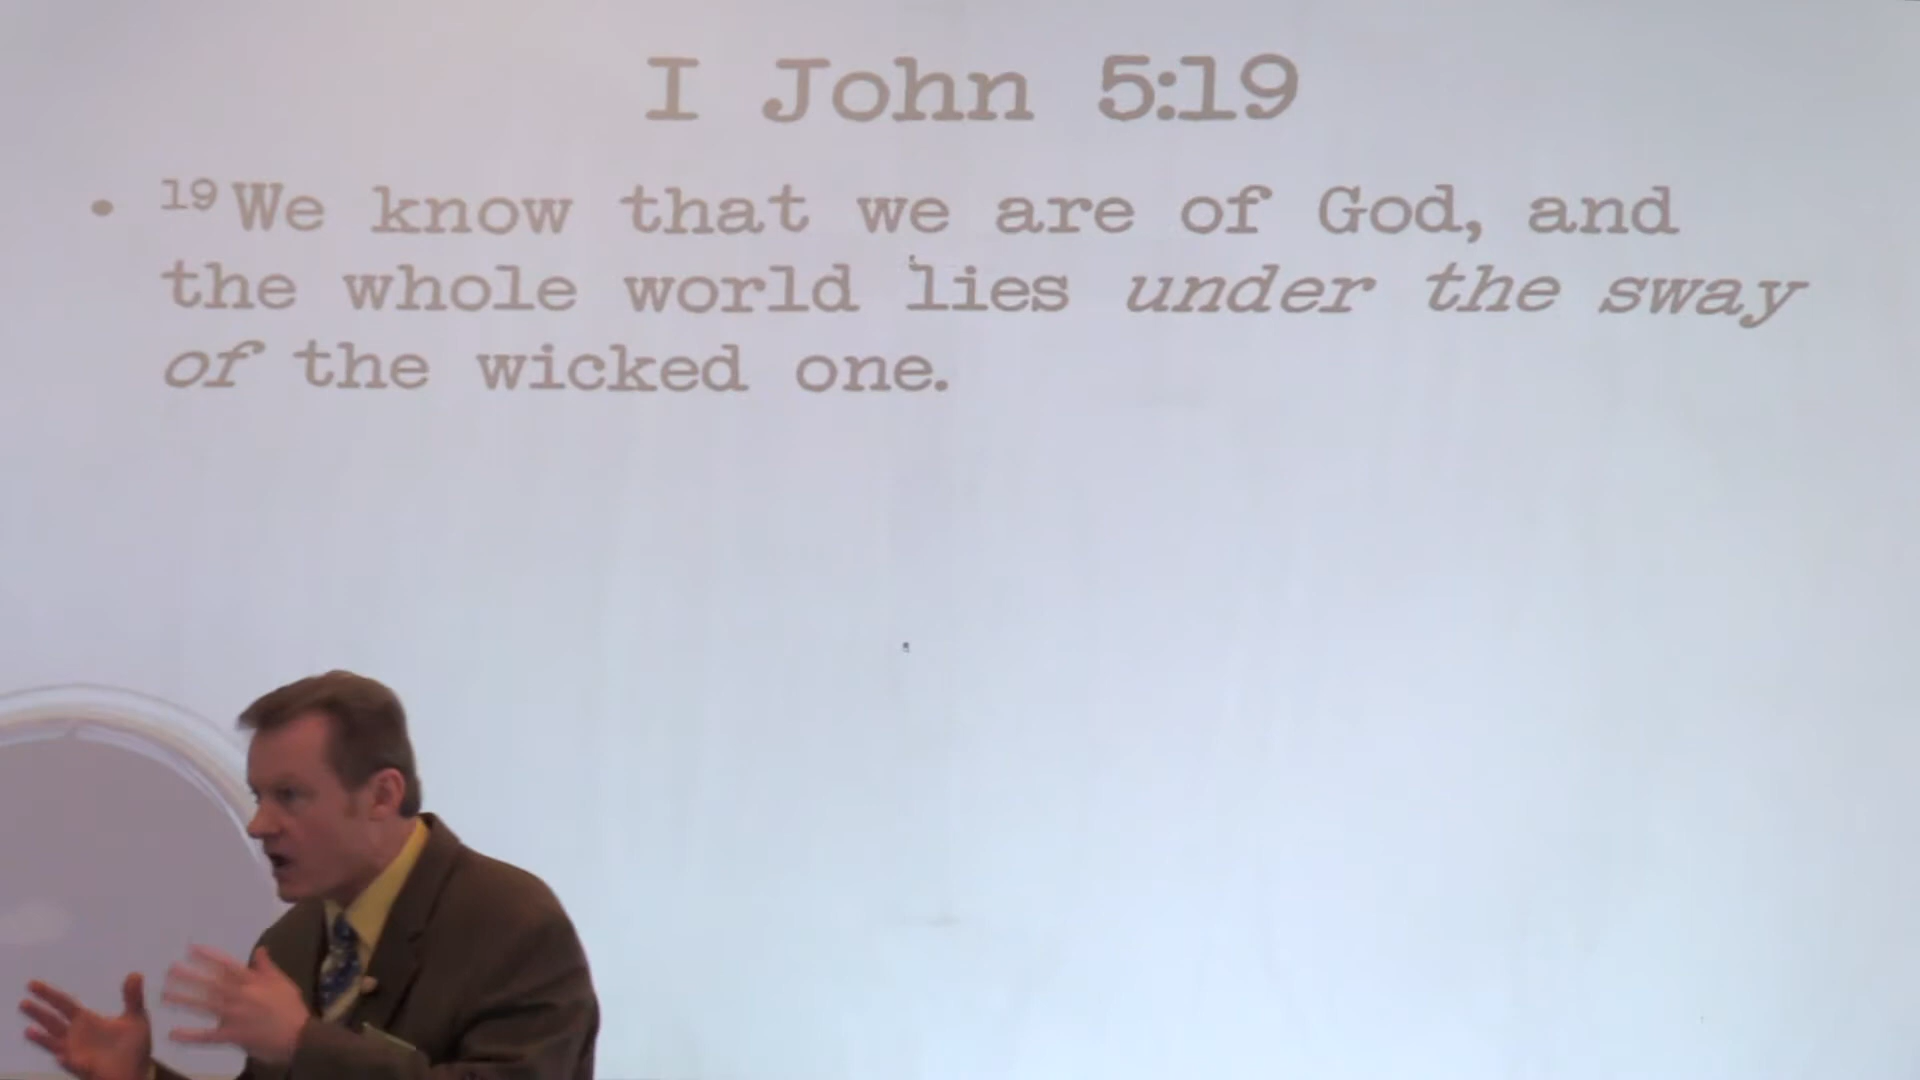 I John 5:19
• 19 We know that we are of God, and
the whole world lies under the sway
of the wicked one.